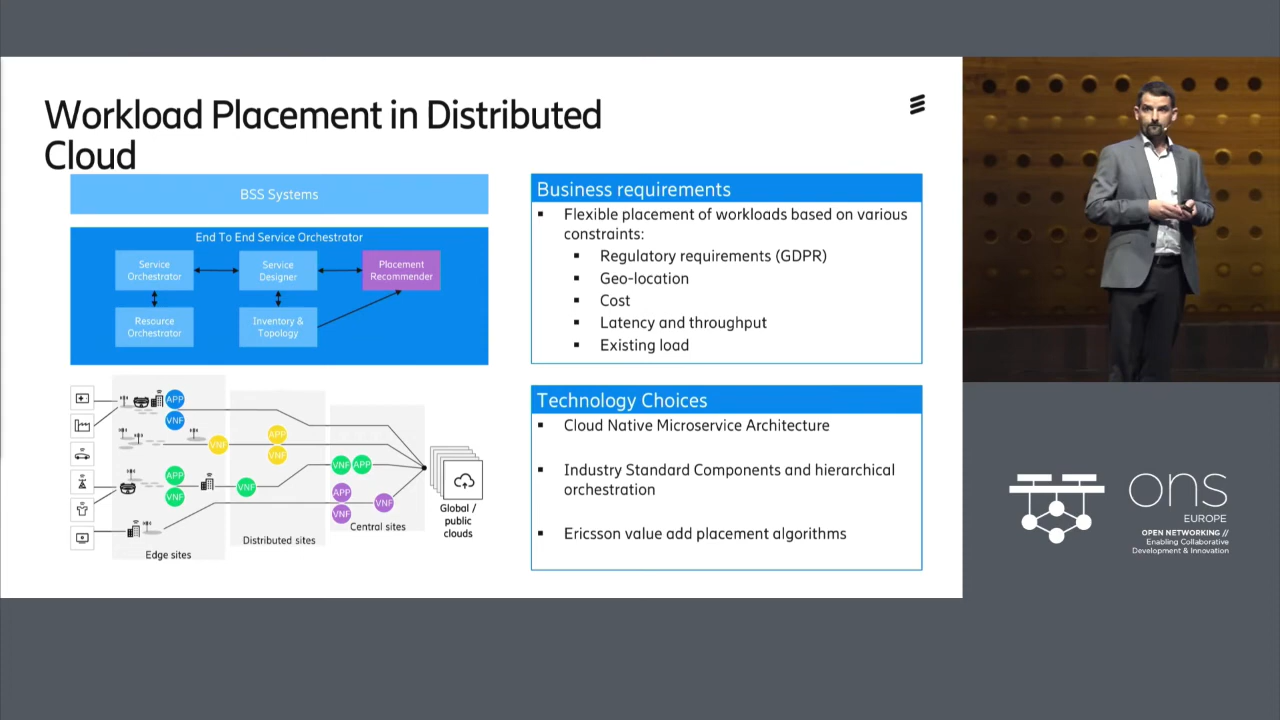 Workload Placement in Distributed
Cloud
BSS Systems
End To End Service Orchestrator
Service
Orchestrator
Service
Designer
Placement
Recommender
Resource
Orchestrator
Inventory &
Topology
APP
VNF
VNF
APP
VNF
APP
VNF
VNF
VNF
APP
APP
VNF
VNF
Edge sites
Distributed sites
Central sites
Global /
public
clouds
Business requirements
▪ Flexible placement of workloads based on various
constraints:
▪ Regulatory requirements (GDPR)
▪ Geo-location
▪ Cost
▪ Latency and throughput
▪ Existing load
Technology Choices
▪ Cloud Native Microservice Architecture
▪ Industry Standard Components and hierarchical
orchestration
▪ Ericsson value add placement algorithms
ons
EUROPE
OPEN NETWORKING //
Enabling Collaborative
Development & Innovation